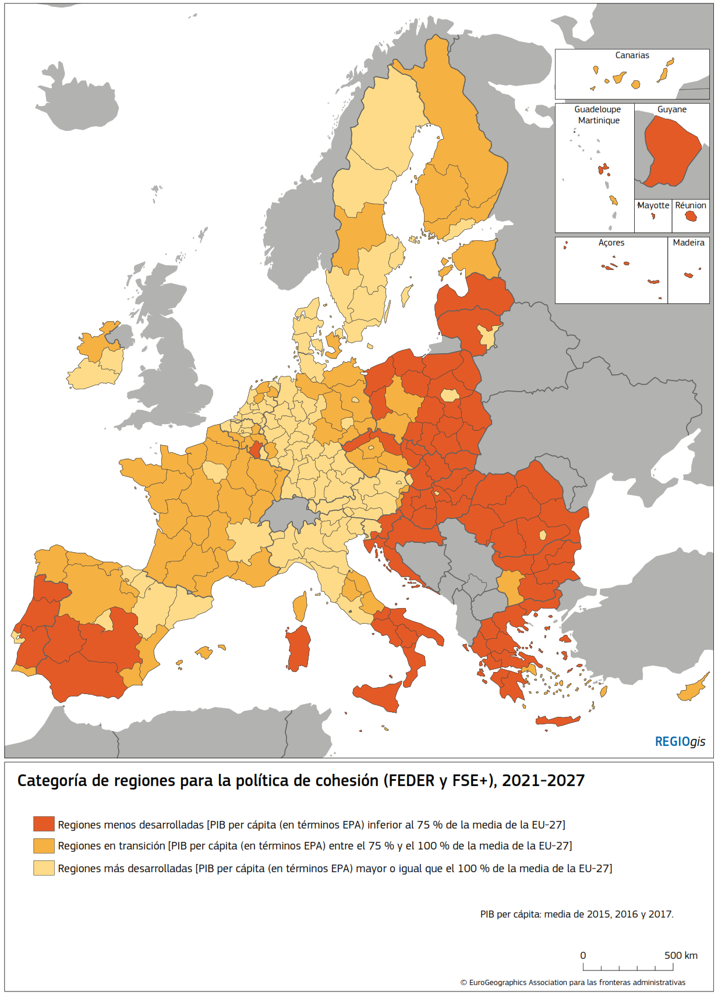 Canarias
Guadeloupe
Martinique
Guyane
Mayotte
Réunion
Açores
Madeira
REGIOgis
Categoría de regiones para la política de cohesión (FEDER y FSE+), 2021-2027
Regiones menos desarrolladas [PIB per cápita (en términos EPA) inferior al 75 % de la media de la EU-27]
Regiones en transición [PIB per cápita (en términos EPA) entre el 75 % y el 100 % de la media de la EU-27]
Regiones más desarrolladas [PIB per cápita (en términos EPA) mayor o igual que el 100 % de la media de la EU-27]
PIB per cápita: media de 2015, 2016 y 2017.
0 500 km
© EuroGeographics Association para las fronteras administrativas